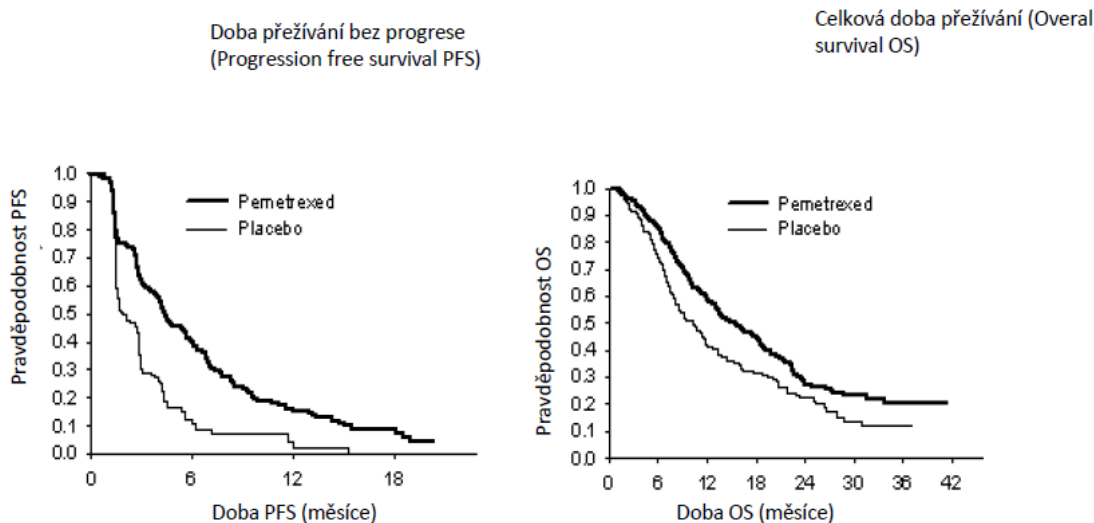 Doba přežívání bez progrese
(Progression free survival PFS)
Celková doba přežívání (Overal
survival OS)
Pravděpodobnost PFS
1.0
0.9
0.8
0.7
0.6
0.5
0.4
0.3
0.2
0.1
0.0
Pemetrexed
Placebo
0 6 12 18
Doba PFS (měsíce)
Pravděpodobnost OS
1.0
0.9
0.8
0.7
0.6
0.5
0.4
0.3
0.2
0.1
0.0
Pemetrexed
Placebo
0 6 12 18 24 30 36 42
Doba OS (měsíce)